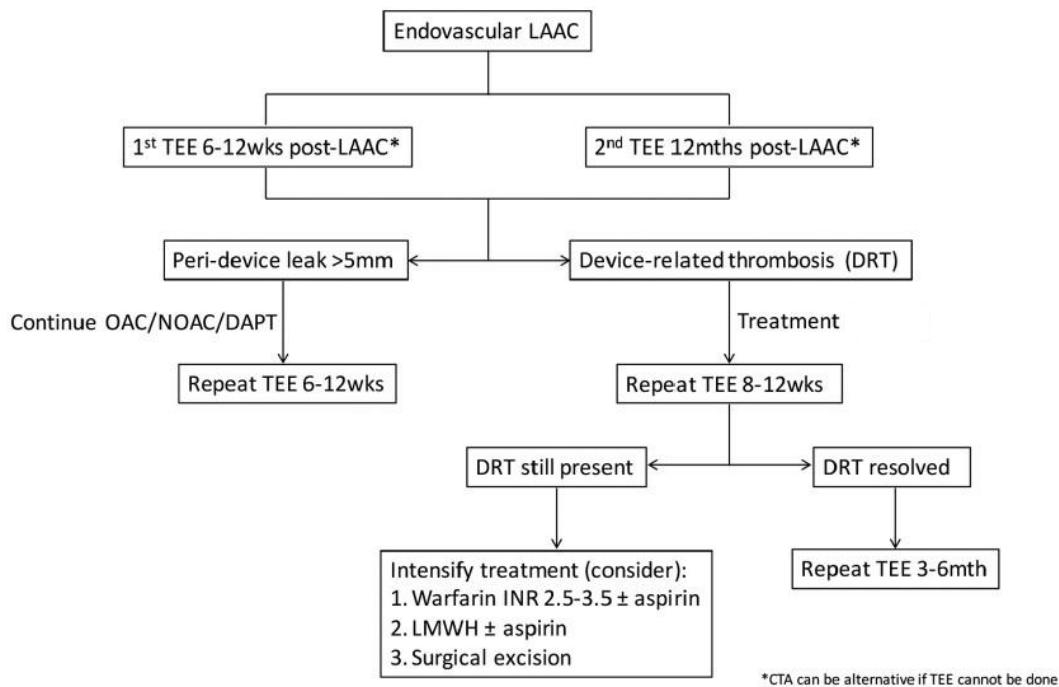 Endovascular LAAC
1st TEE 6-12wks post-LAAC*
2nd TEE 12mths post-LAAC*
Peri-device leak >5mm
Device-related thrombosis (DRT)
Continue OAC/NOAC/DAPT
Treatment
Repeat TEE 6-12wks
Repeat TEE 8-12wks
DRT still present
DRT resolved
Intensify treatment (consider):
1. Warfarin INR 2.5-3.5 ± aspirin
2. LMWH ± aspirin
3. Surgical excision
Repeat TEE 3-6mth
*CTA can be alternative if TEE cannot be done